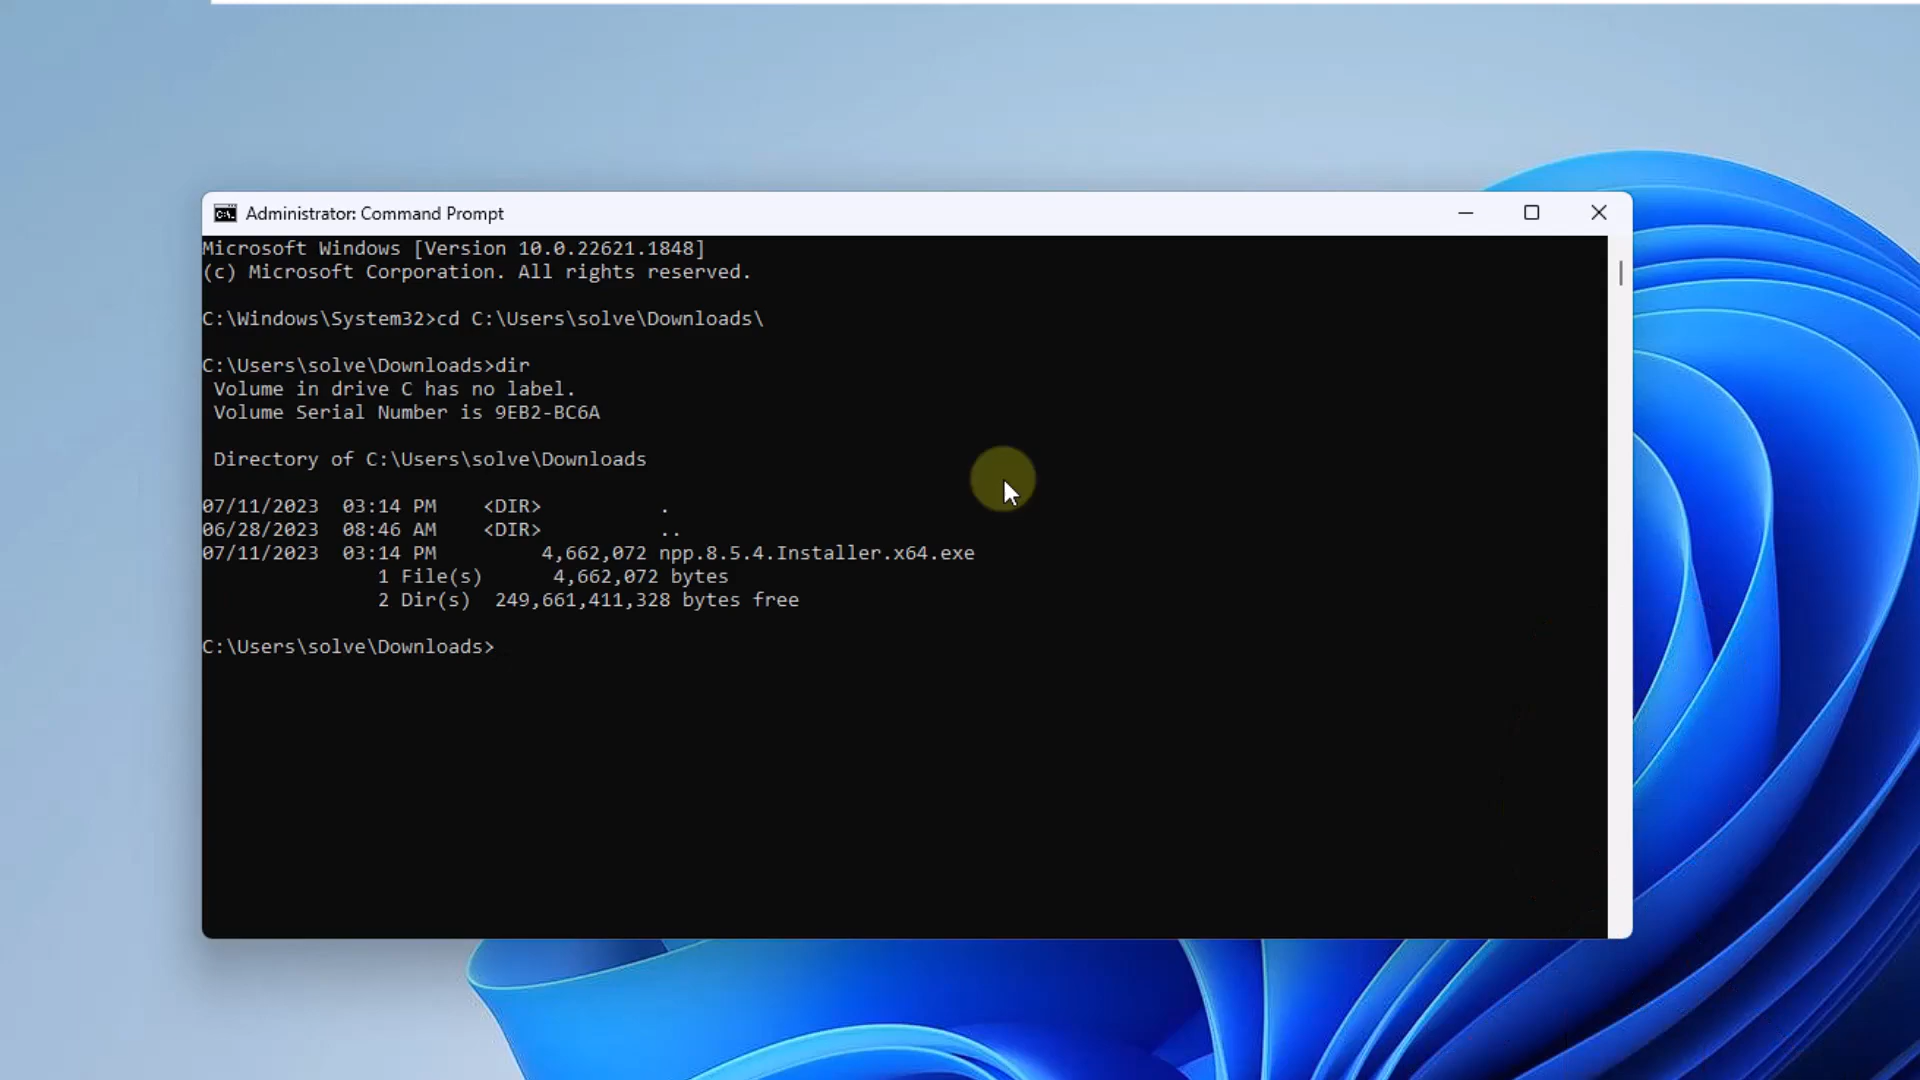 Administrator: Command Prompt
Microsoft Windows [Version 10.0.22621.1848]
(c) Microsoft Corporation. All rights reserved.
C:\Windows\System32>cd C:\Users\solve\Downloads\
C:\Users\solve\Downloads>dir
Volume in drive C has no label.
Volume Serial Number is 9EB2-BC6A
Directory of C:\Users\solve\Downloads
07/11/2023 03:14 PM <DIR> .
06/28/2023 08:46 AM <DIR> ..
07/11/2023 03:14 PM 4,662,072 npp.8.5.4.Installer.x64.exe
1 File(s) 4,662,072 bytes
2 Dir(s) 249,661,411,328 bytes free
C:\Users\solve\Downloads>